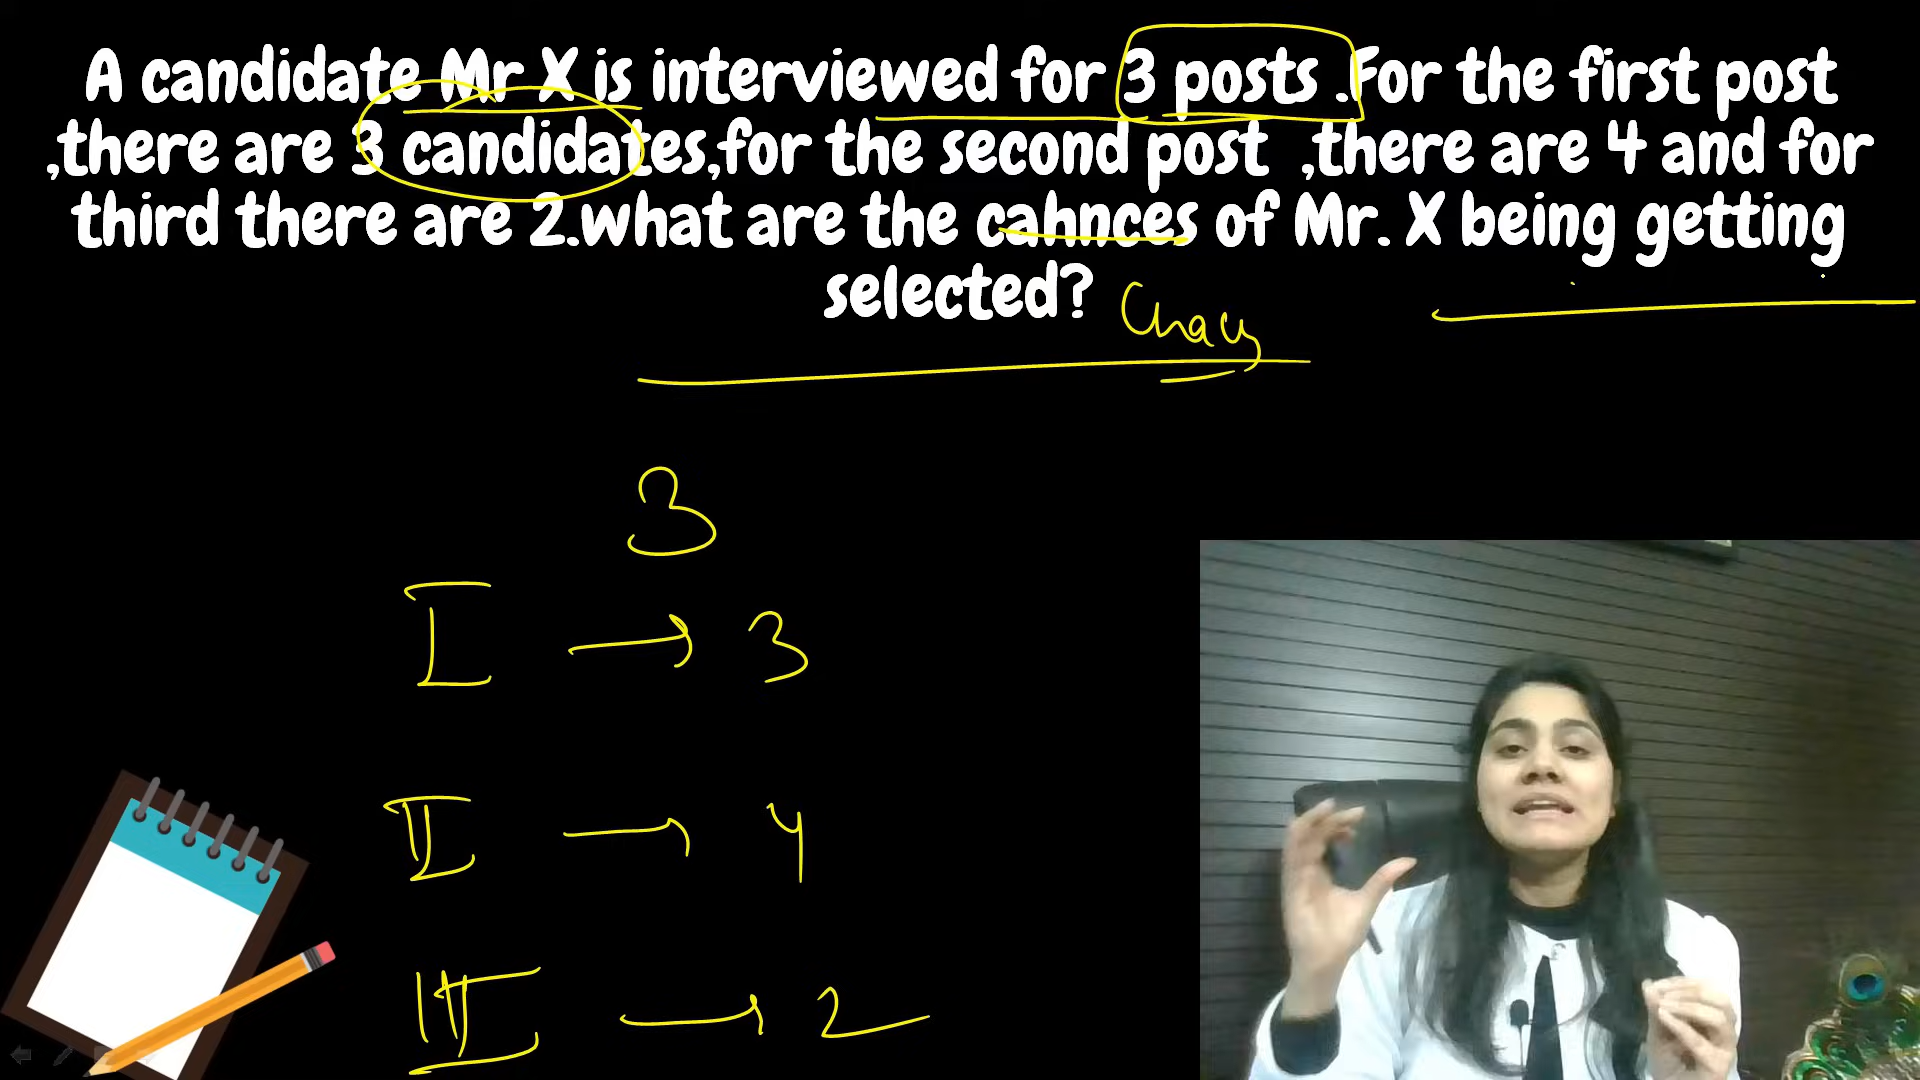 A candidate Mr X is interviewed for 3 posts .For the first post
,there are 3 candidates,for the second post ,there are 4 and for
third there are 2.what are the cahnces of Mr. X being getting
selected?
3
I → 3
II → 4
III → 2